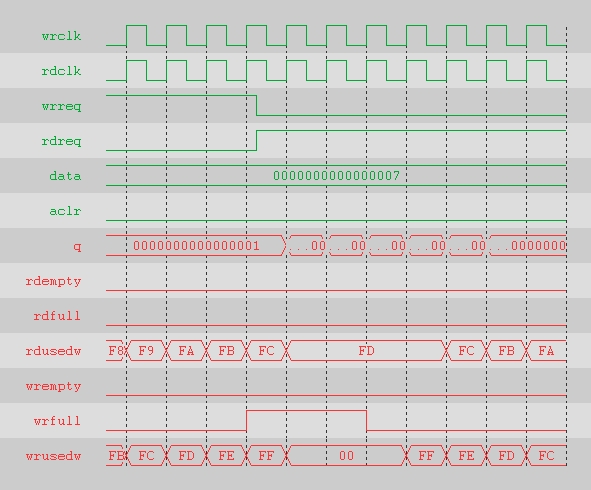 wrclk
rdclk
wrreq
rdreq
data 0000000000000007
aclr
q 0000000000000001 ...00 ...00 ...00 ...00 ...00 ...0000000
rdempty
rdfull
rdusedw F8 F9 FA FB FC FD FC FB FA
wrempty
wrfull
wrusedw FB FC FD FE FF 00 FF FE FD FC